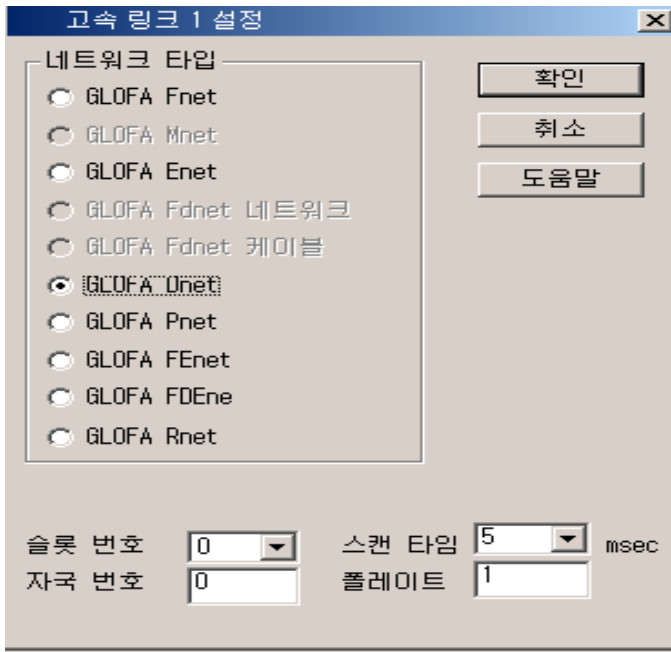 고속 링크 1 설정
네트워크 타입
GLOFA Fnet
GLOFA Mnet
GLOFA Enet
GLOFA Fdnet 네트워크
GLOFA Fdnet 케이블
GLOFA Dnet
GLOFA Pnet
GLOFA FEnet
GLOFA FDEne
GLOFA Rnet
확인
취소
도움말
슬롯 번호 0
스캔 타임 5 msec
자국 번호 0
폴레이트 1